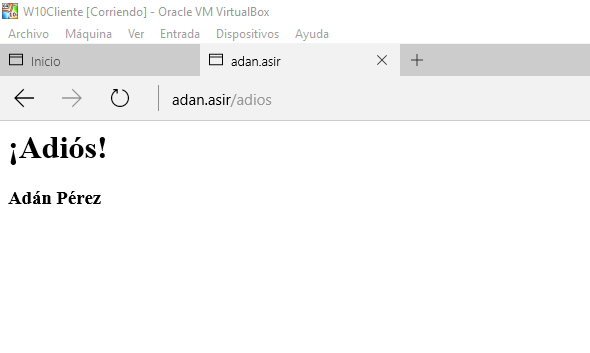 W10Cliente [Corriendo] - Oracle VM VirtualBox
Archivo Máquina Ver Entrada Dispositivos Ayuda
Inicio adan.asir
adan.asir/adios
¡Adiós!
Adán Pérez